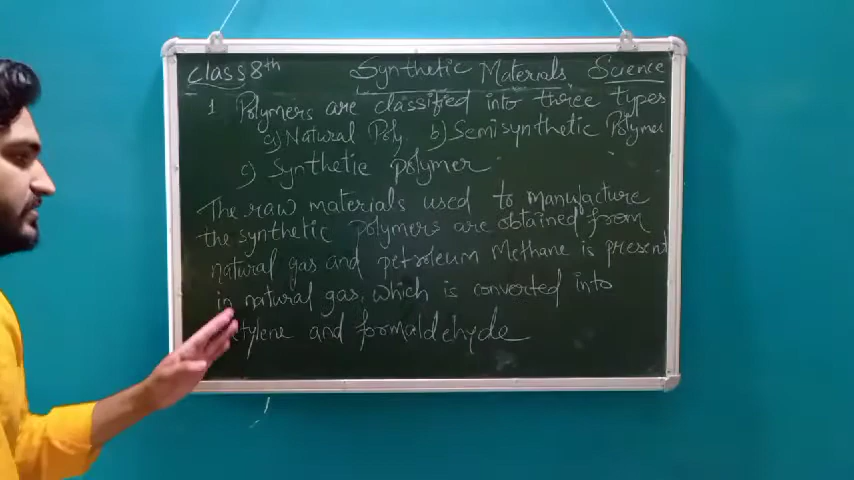 class 8th Synthetic Materials Science
1 Polymers are classified into three types
a) Natural Poly b) Semisynthetic Polymer
c) Synthetic polymer
The raw materials used to manufacture
the synthetic polymers are obtained from
natural gas and petroleum Methane is present
in natural gas, which is converted into
and formaldehyde